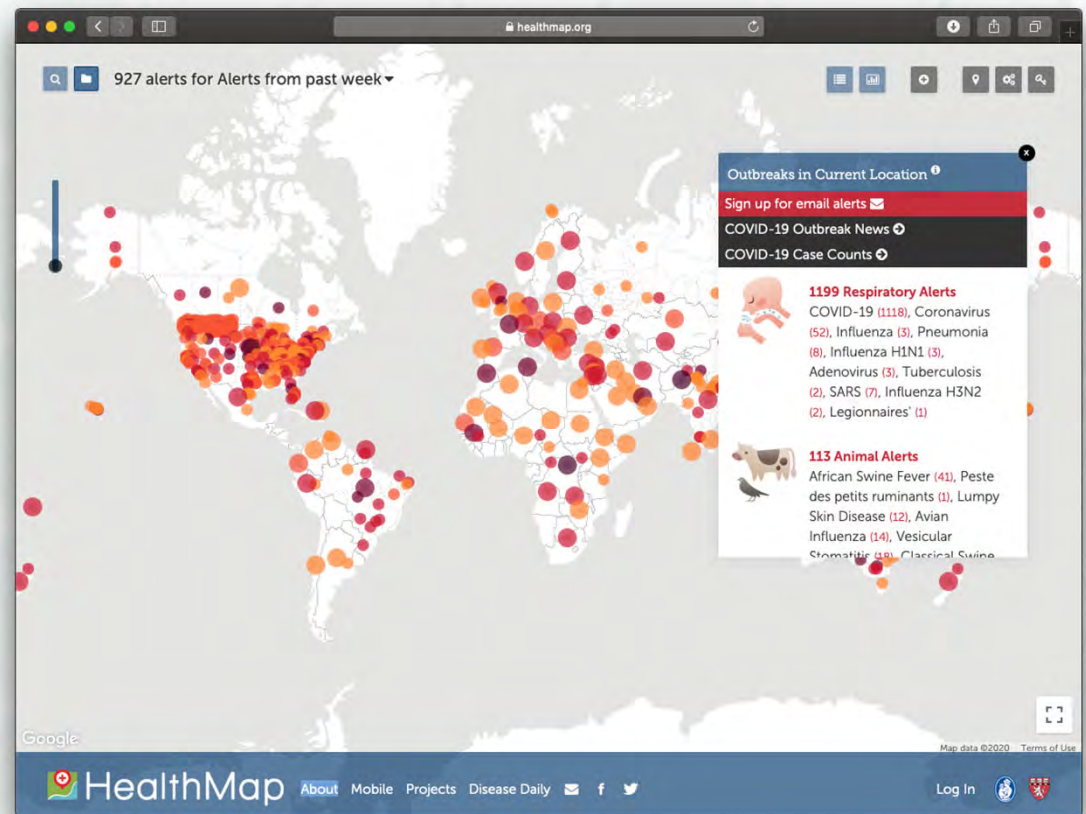 healthmap.org
927 alerts for Alerts from past week
Outbreaks in Current Location
Sign up for email alerts
COVID-19 Outbreak News
COVID-19 Case Counts
1199 Respiratory Alerts
COVID-19 (1118), Coronavirus
(52), Influenza (3), Pneumonia
(8), Influenza H1N1 (3),
Adenovirus (3), Tuberculosis
(2), SARS (7), Influenza H3N2
(2), Legionnaires' (1)
113 Animal Alerts
African Swine Fever (41), Peste
des petits ruminants (1), Lumpy
Skin Disease (12), Avian
Influenza (14), Vesicular
Stomatitis (18), Classical Swine
Google
Map data ©2020 Terms of Use
HealthMap About Mobile Projects Disease Daily Log In